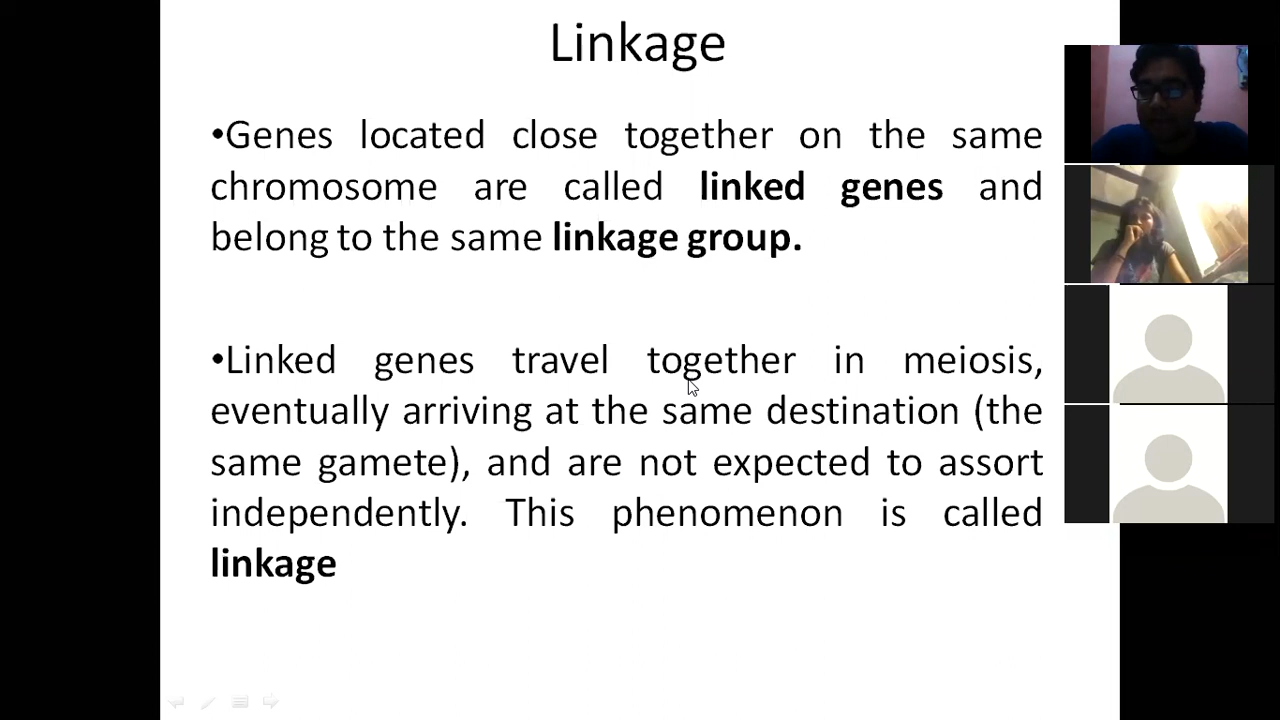 Linkage
•Genes located close together on the same
chromosome are called linked genes and
belong to the same linkage group.
•Linked genes travel together in meiosis,
eventually arriving at the same destination (the
same gamete), and are not expected to assort
independently. This phenomenon is called
linkage